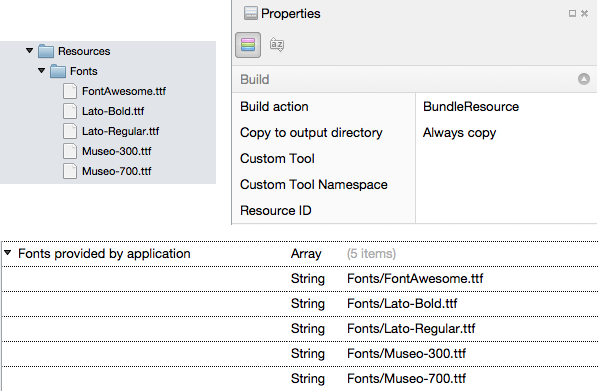 Resources
Fonts
FontAwesome.ttf
Lato-Bold.ttf
Lato-Regular.ttf
Museo-300.ttf
Museo-700.ttf
Properties
az
Build
Build action BundleResource
Copy to output directory Always copy
Custom Tool
Custom Tool Namespace
Resource ID
Fonts provided by application Array (5 items)
String Fonts/FontAwesome.ttf
String Fonts/Lato-Bold.ttf
String Fonts/Lato-Regular.ttf
String Fonts/Museo-300.ttf
String Fonts/Museo-700.ttf